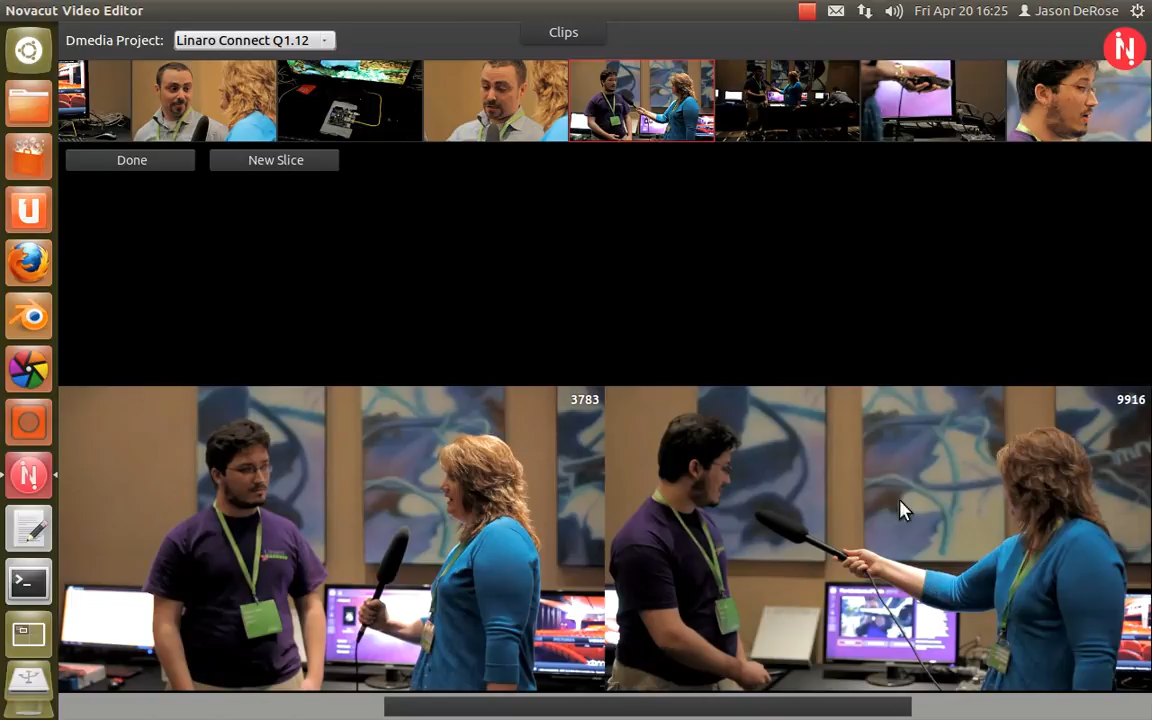 Novacut Video Editor
Fri Apr 20 16:25
Jason DeRose
Dmedia Project:
Linaro Connect Q1.12
Clips
Done
New Slice
3783
9916
Linaro